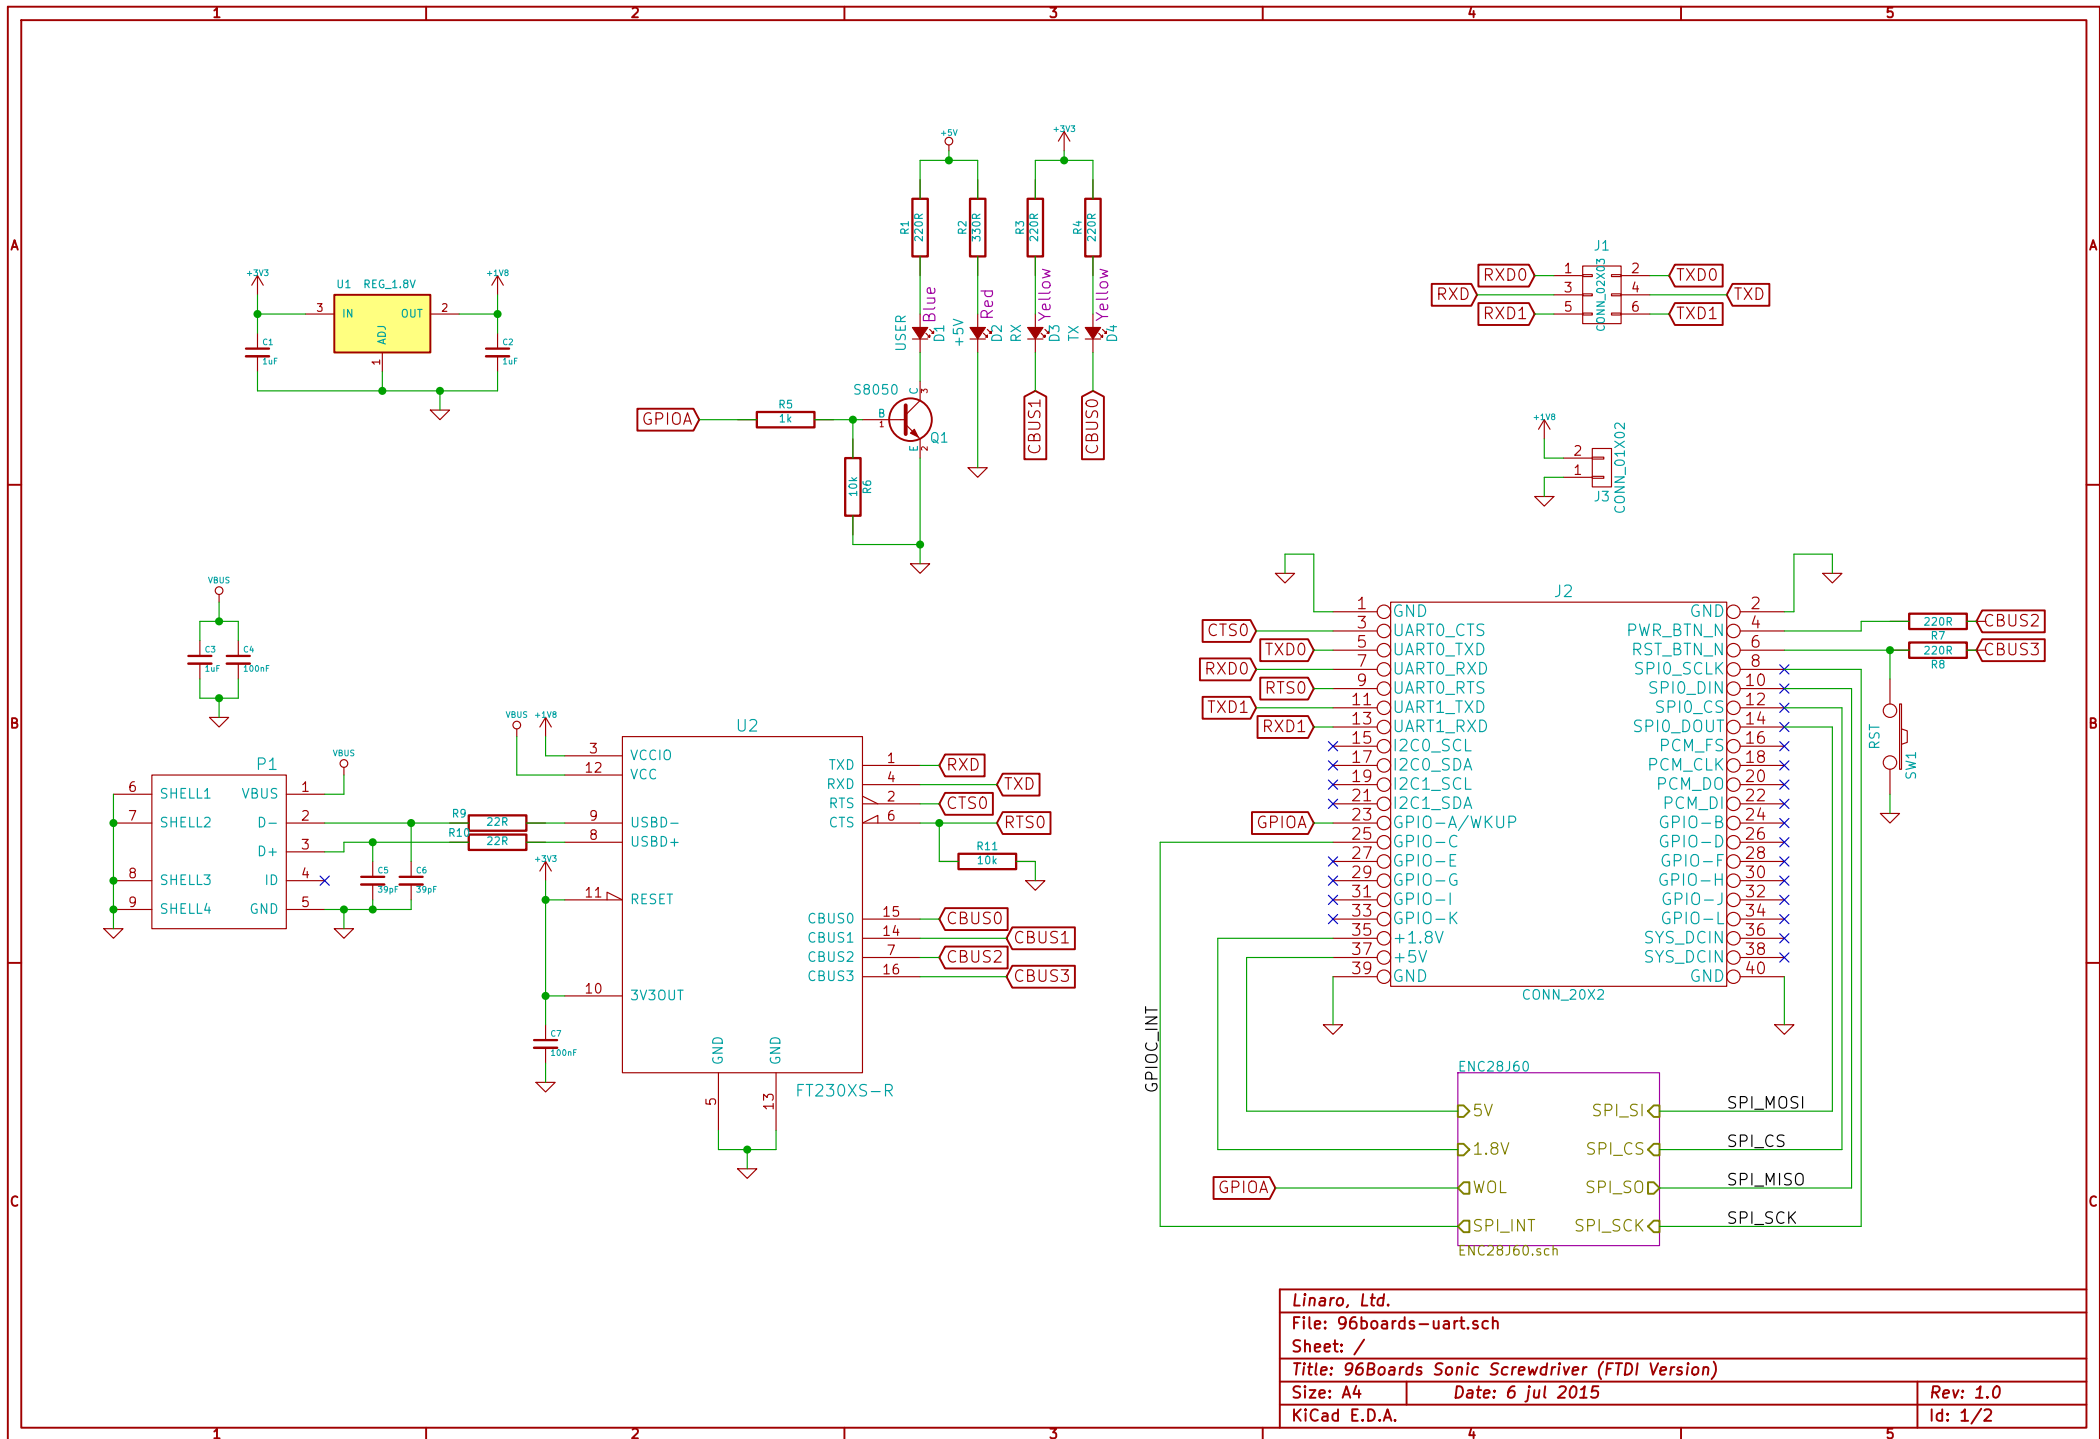 1 2 3 4 5
A A
B B
C C
1 2 3 4 5
+3V3
+1V8
U1 REG_1.8V
3 IN OUT 2
ADJ
1
C1
1uF
C2
1uF
+5V
+3V3
R1
220R
R2
330R
R3
220R
R4
220R
Blue
Red
Yellow
Yellow
USER
D1
+5V
D2
RX
D3
TX
D4
CBUS1
CBUS0
S8050
C
3
B
1
E
2
Q1
GPIOA
R5
1k
10k
R6
J1
CONN_02X03
RXD0 1 2 TXD0
RXD 3 4 TXD
RXD1 5 6 TXD1
+1V8
2
1
J3
CONN_01X02
VBUS
C3
1uF
C4
100nF
P1
VBUS
6 SHELL1 VBUS 1
7 SHELL2 D- 2
D+ 3
8 SHELL3 ID 4
9 SHELL4 GND 5
R9
22R
R10
22R
C5
39pF
C6
39pF
VBUS
+1V8
+3V3
C7
100nF
U2
3 VCCIO
12 VCC
9 USBD-
8 USBD+
11 RESET
10 3V3OUT
TXD 1 RXD
RXD 4 TXD
RTS 2 CTS0
CTS 6 RTS0
R11
10k
CBUS0 15 CBUS0
CBUS1 14 CBUS1
CBUS2 7 CBUS2
CBUS3 16 CBUS3
GND
GND
5
13
FT230XS-R
J2
1 GND GND 2
CTS0 3 UART0_CTS PWR_BTN_N 4
TXD0 5 UART0_TXD RST_BTN_N 6
RXD0 7 UART0_RXD SPI0_SCLK 8
RTS0 9 UART0_RTS SPI0_DIN 10
TXD1 11 UART1_TXD SPI0_CS 12
RXD1 13 UART1_RXD SPI0_DOUT 14
15 I2C0_SCL PCM_FS 16
17 I2C0_SDA PCM_CLK 18
19 I2C1_SCL PCM_DO 20
21 I2C1_SDA PCM_DI 22
GPIOA 23 GPIO-A/WKUP GPIO-B 24
25 GPIO-C GPIO-D 26
27 GPIO-E GPIO-F 28
29 GPIO-G GPIO-H 30
31 GPIO-I GPIO-J 32
33 GPIO-K GPIO-L 34
35 +1.8V SYS_DCIN 36
37 +5V SYS_DCIN 38
39 GND GND 40
CONN_20X2
220R CBUS2
R7
220R CBUS3
R8
RST
SW1
GPIOC_INT
ENC28J60
5V SPI_SI SPI_MOSI
1.8V SPI_CS SPI_CS
GPIOA WOL SPI_SO SPI_MISO
SPI_INT SPI_SCK SPI_SCK
ENC28J60.sch
Linaro, Ltd.
File: 96boards-uart.sch
Sheet: /
Title: 96Boards Sonic Screwdriver (FTDI Version)
Size: A4 Date: 6 jul 2015 Rev: 1.0
KiCad E.D.A. Id: 1/2